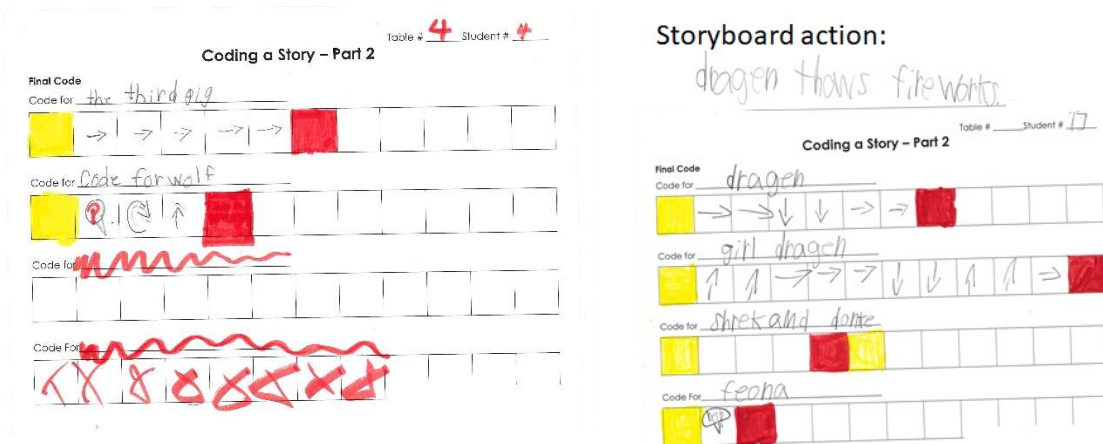 Table # 4 Student # 4
Coding a Story – Part 2
Final Code
Code for the third pig
Code for Code for wolf
Code for
Code For
Storyboard action:
dragen thows fireworks.
Table # Student # 17
Coding a Story – Part 2
Final Code
Code for dragen
Code for girl dragen
Code for shrek and donke
Code For feona